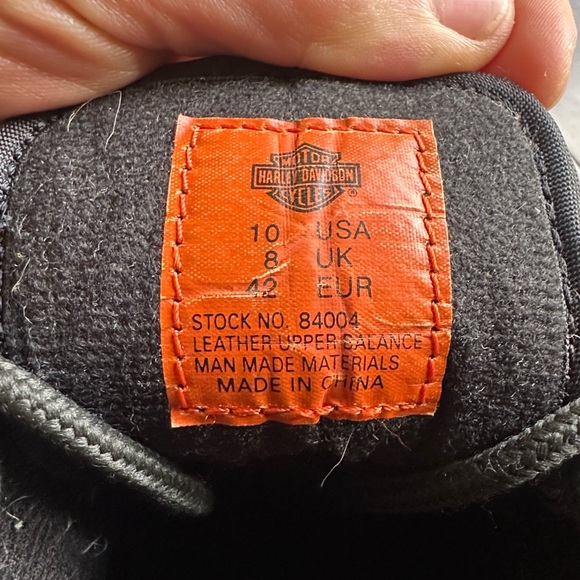 MOTOR
HARLEY-DAVIDSON
CYCLES
®
10 USA
8 UK
42 EUR
STOCK NO. 84004
LEATHER UPPER BALANCE
MAN MADE MATERIALS
MADE IN CHINA